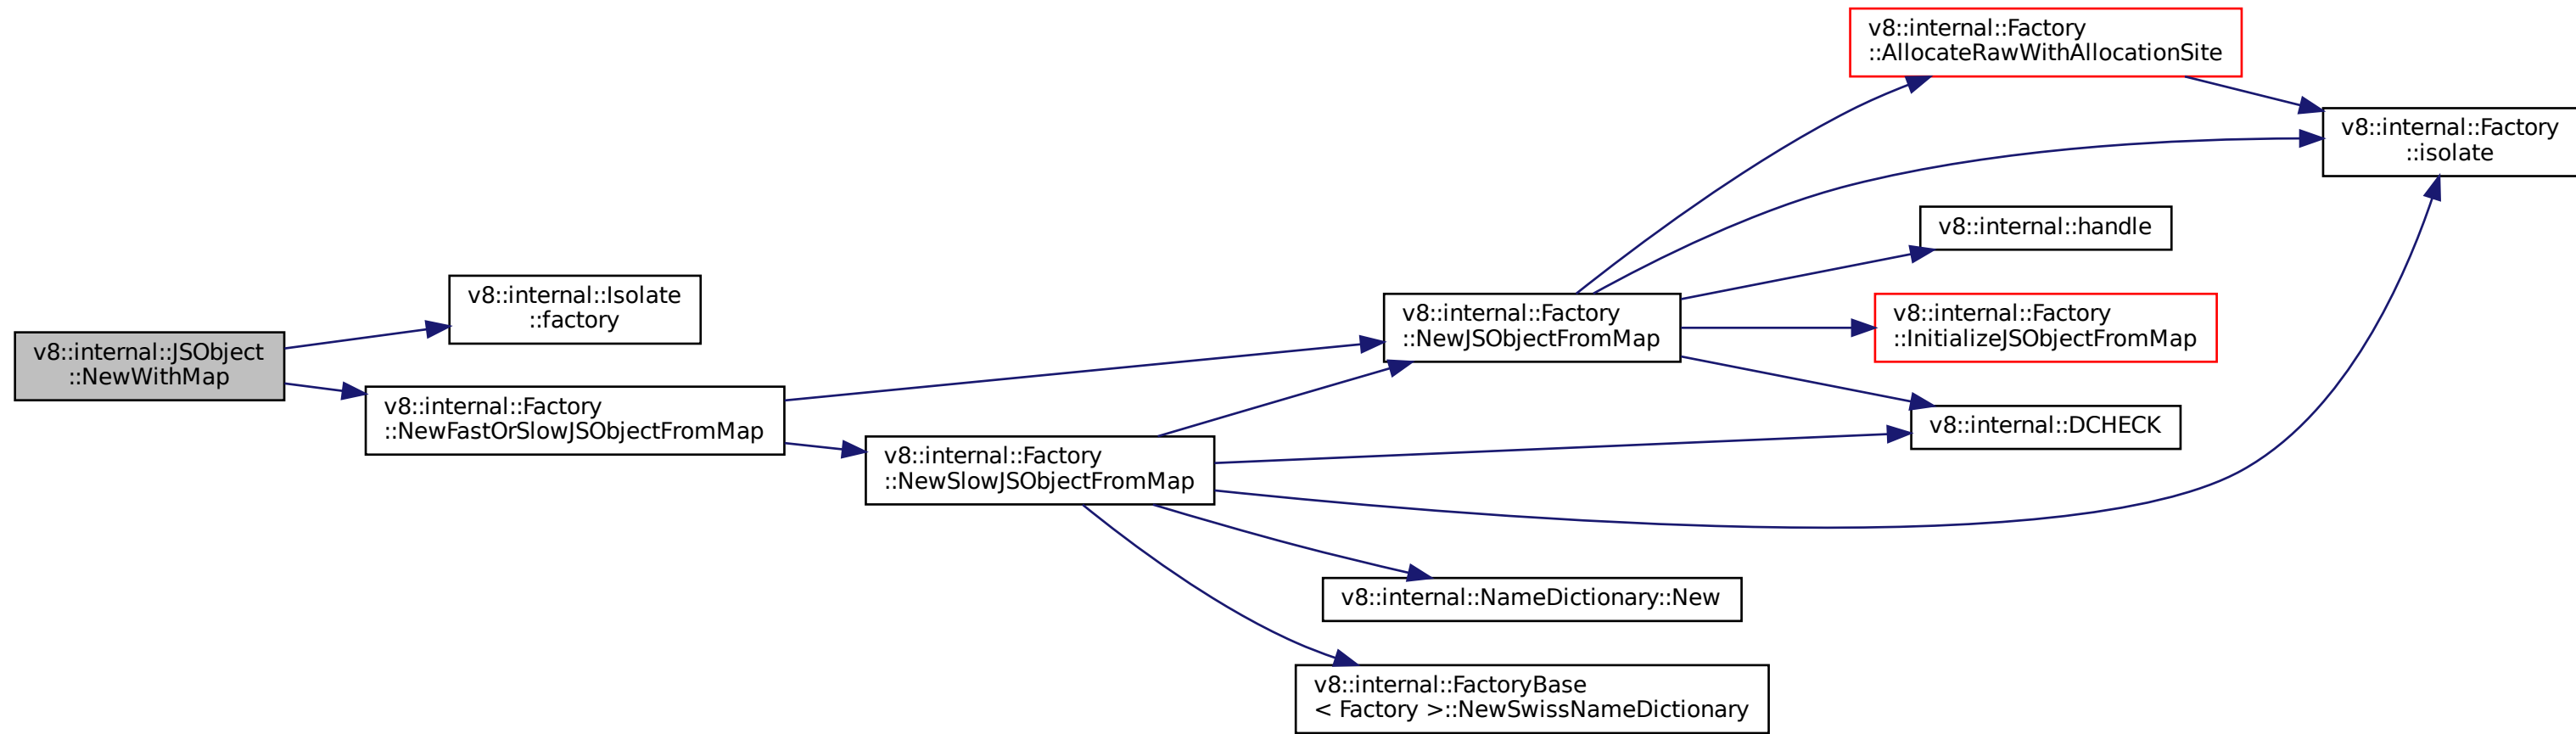 v8::internal::JSObject
::NewWithMap
v8::internal::Isolate
::factory
v8::internal::Factory
::NewFastOrSlowJSObjectFromMap
v8::internal::Factory
::NewSlowJSObjectFromMap
v8::internal::Factory
::NewJSObjectFromMap
v8::internal::Factory
::AllocateRawWithAllocationSite
v8::internal::Factory
::isolate
v8::internal::handle
v8::internal::Factory
::InitializeJSObjectFromMap
v8::internal::DCHECK
v8::internal::NameDictionary::New
v8::internal::FactoryBase
< Factory >::NewSwissNameDictionary